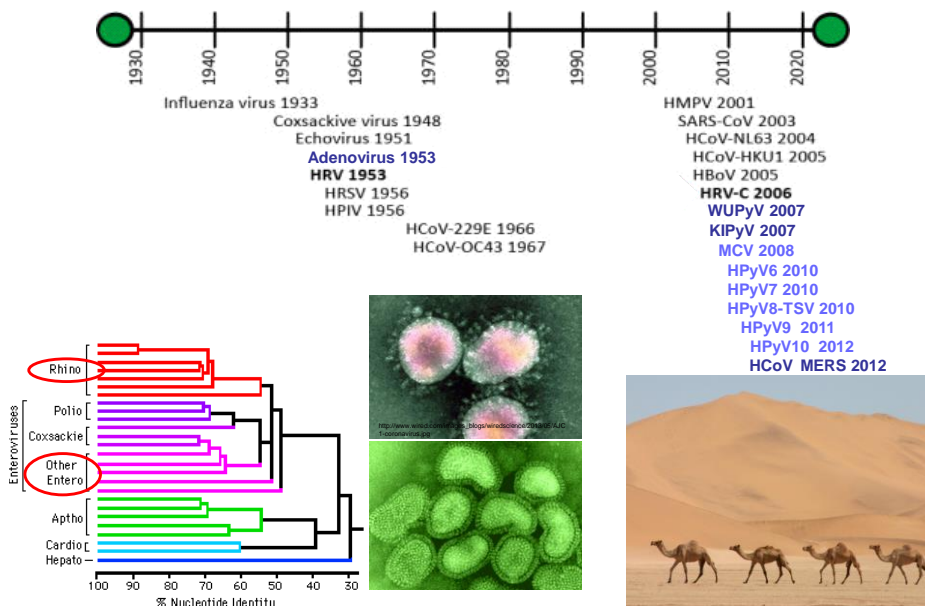 1930
1940
1950
1960
1970
1980
1990
2000
2010
2020
Influenza virus 1933
Coxsackive virus 1948
Echovirus 1951
Adenovirus 1953
HRV 1953
HRSV 1956
HPIV 1956
HCoV-229E 1966
HCoV-OC43 1967
HMPV 2001
SARS-CoV 2003
HCoV-NL63 2004
HCoV-HKU1 2005
HBoV 2005
HRV-C 2006
WUPyV 2007
KIPyV 2007
MCV 2008
HPyV6 2010
HPyV7 2010
HPyV8-TSV 2010
HPyV9 2011
HPyV10 2012
HCoV MERS 2012
Rhino
Enteroviruses
Polio
Coxsackie
Other
Entero
Aptho
Cardio
Hepato
100 90 80 70 60 50 40 30
% Nucleotide Identity
1-coronavirus.jpg